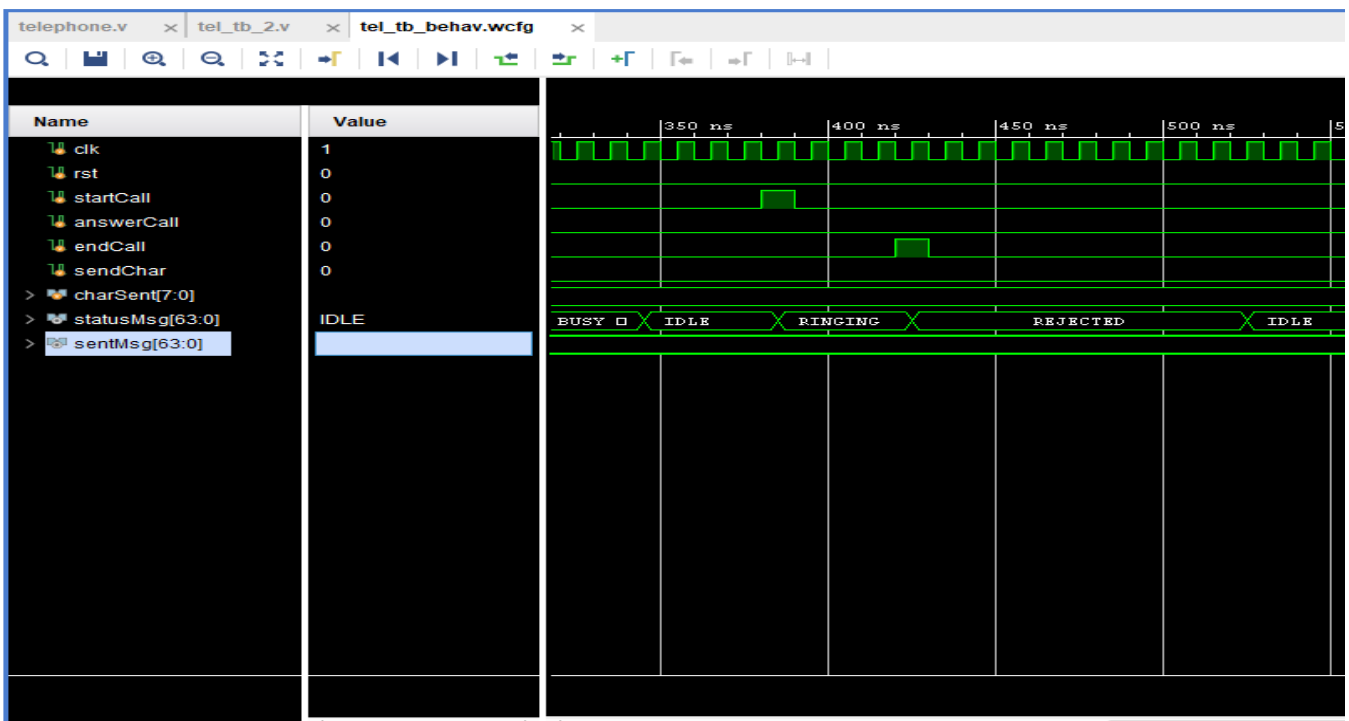 telephone.v × tel_tb_2.v × tel_tb_behav.wcfg ×
Name Value
350 ns 400 ns 450 ns 500 ns 5
clk 1
rst 0
startCall 0
answerCall 0
endCall 0
sendChar 0
> charSent[7:0]
> statusMsg[63:0] IDLE BUSY IDLE RINGING REJECTED IDLE
> sentMsg[63:0]